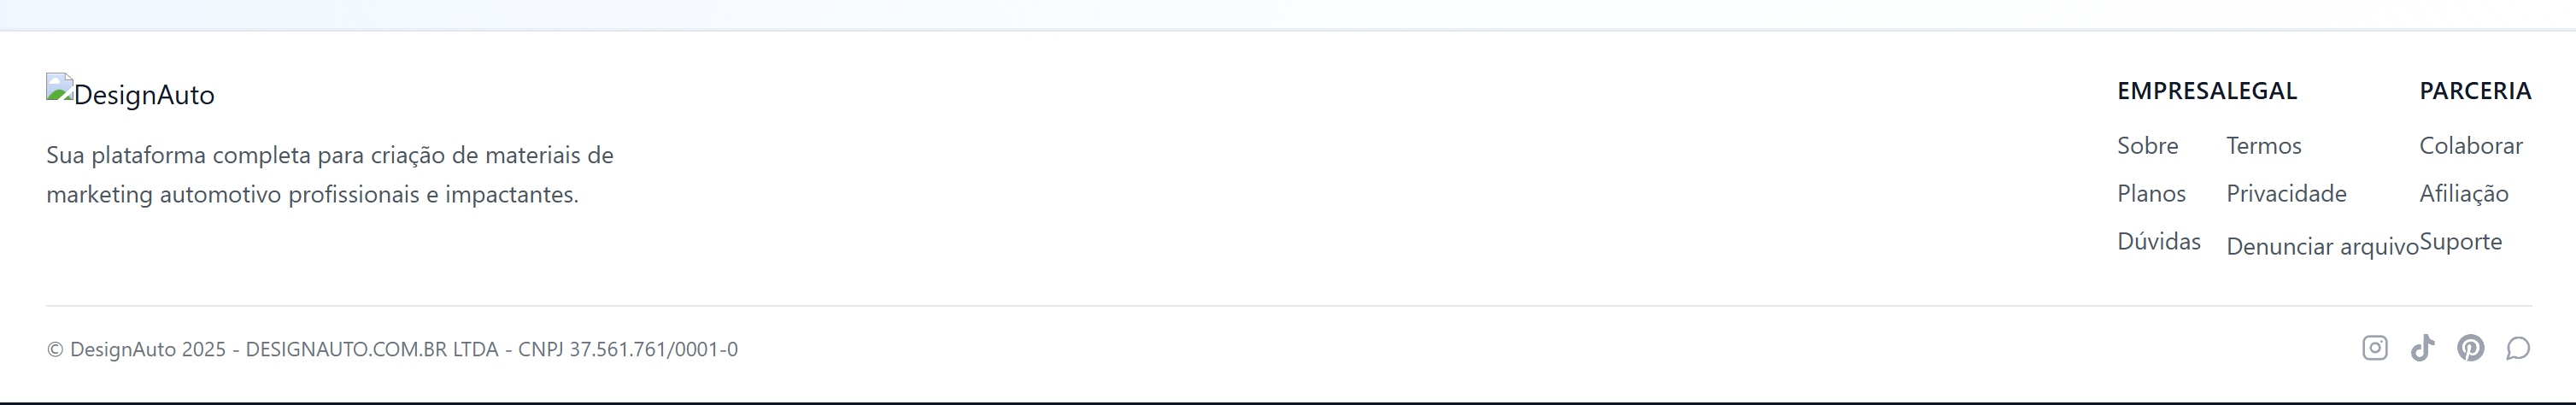 DesignAuto
Sua plataforma completa para criação de materiais de
marketing automotivo profissionais e impactantes.
EMPRESA
Sobre
Planos
Dúvidas
LEGAL
Termos
Privacidade
Denunciar arquivo
PARCERIA
Colaborar
Afiliação
Suporte
© DesignAuto 2025 - DESIGNAUTO.COM.BR LTDA - CNPJ 37.561.761/0001-0